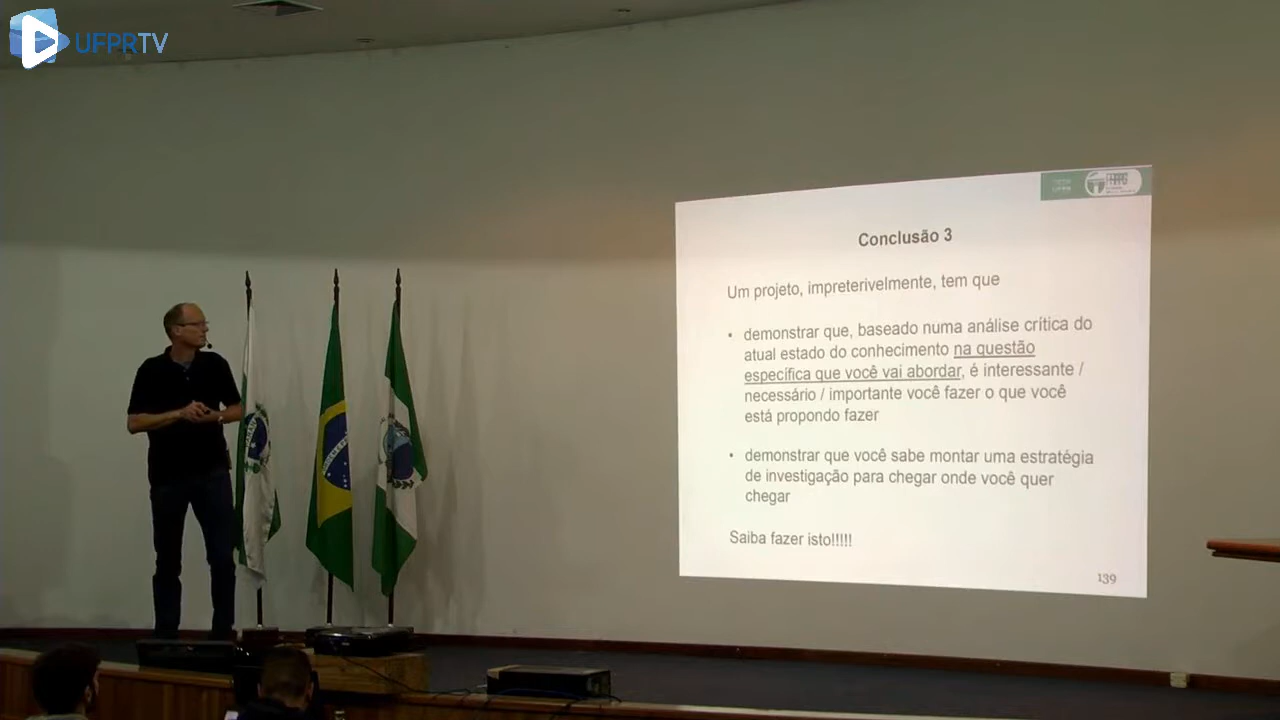 UFPRTV
UFPR
Conclusão 3
Um projeto, impreterivelmente, tem que
• demonstrar que, baseado numa análise crítica do
atual estado do conhecimento na questão
específica que você vai abordar, é interessante /
necessário / importante você fazer o que você
está propondo fazer
• demonstrar que você sabe montar uma estratégia
de investigação para chegar onde você quer
chegar
Saiba fazer isto!!!!!
139